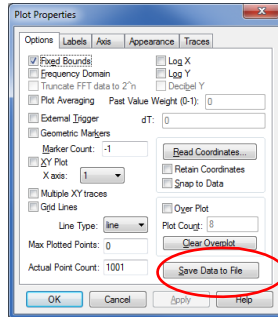 Plot Properties
Options Labels Axis Appearance Traces
Fixed Bounds Log X
Frequency Domain Log Y
Truncate FFT data to 2^n Decibel Y
Plot Averaging Past Value Weight (0-1): 0
External Trigger dT: 0
Geometric Markers
Marker Count: -1 Read Coordinates...
XY Plot Retain Coordinates
X axis: 1 Snap to Data
Multiple XY traces
Grid Lines Over Plot
Line Type: line Plot Count: 8
Max Plotted Points: 0 Clear Overplot
Actual Point Count: 1001 Save Data to File
OK Cancel Apply Help